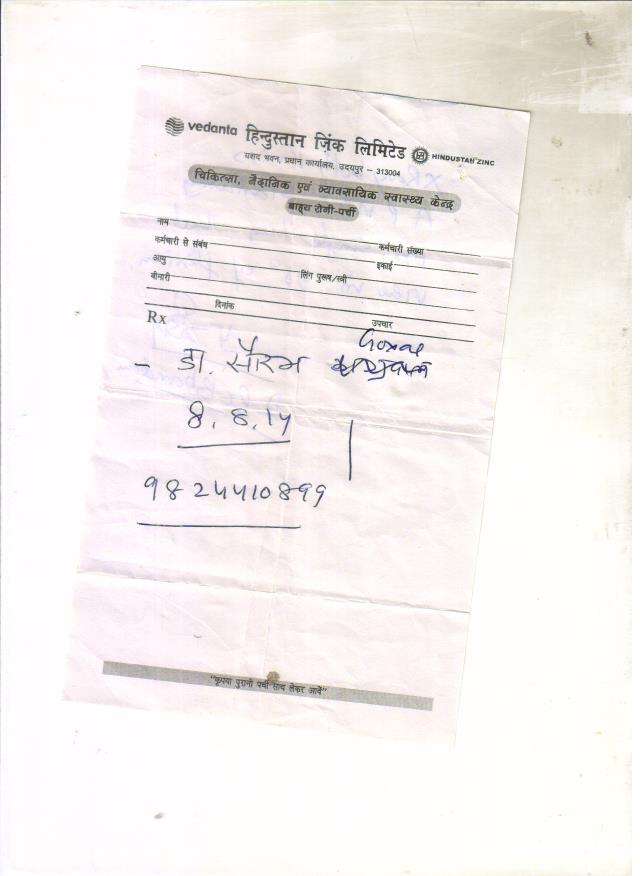 vedanta हिन्दुस्तान ज़िंक लिमिटेड HINDUSTAN ZINC
यशद भवन, प्रधान कार्यालय, उदयपुर – 313004
चिकित्सा, नैदानिक एवं व्यावसायिक स्वास्थ्य केन्द्र
बाह्य रोगी-पर्ची
नाम
कर्मचारी से संबंध कर्मचारी संख्या
आयु इकाई
बीमारी लिंग पुरूष/स्त्री
दिनांक
Rx उपचार
– डा. सौरभ
8.8.14
9824410899
“कृपया पुरानी पर्ची साथ लेकर आवें”